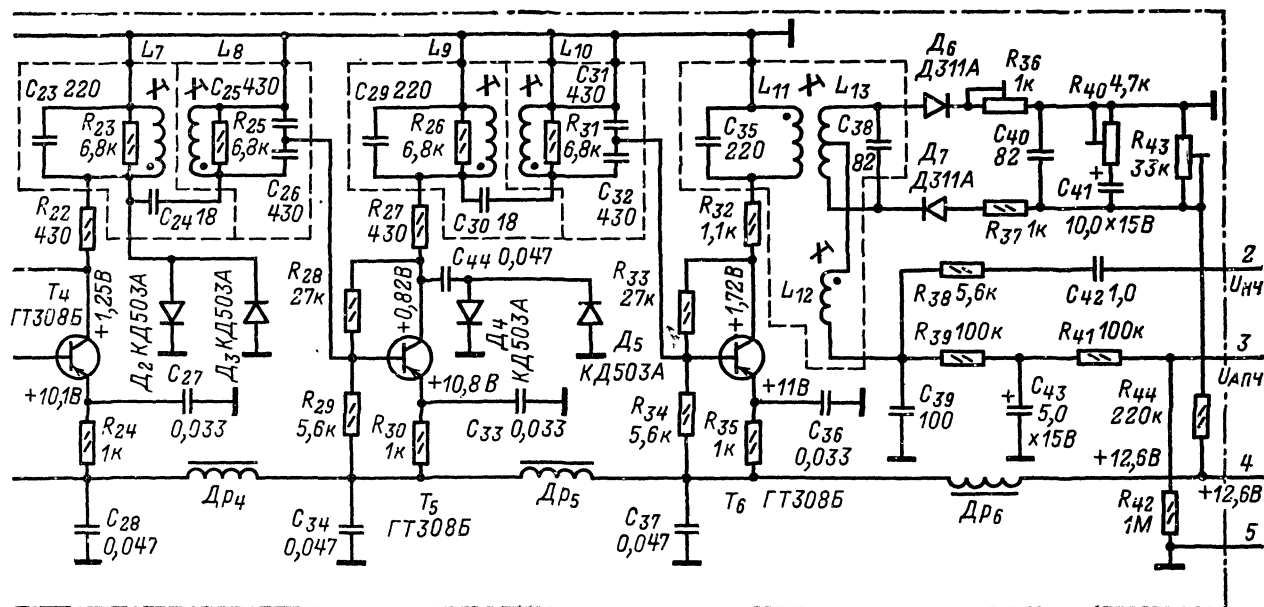 L7
L8
C23 220
C25 430
R23
6,8к
R25
6,8к
C26
430
C24 18
R22
430
T4
ГТ308Б
+1,25В
Д2 КД503А
Д3 КД503А
+10,1В
C27
0,033
R24
1к
Др4
C28
0,047
L9
L10
C29 220
C31
430
R26
6,8к
R31
6,8к
C32
430
C30 18
R27
430
C44 0,047
R28
27к
+0,82В
Д4
КД503А
Д5
КД503А
+10,8В
R29
5,6к
R30
1к
C33 0,033
Др5
T5
ГТ308Б
C34
0,047
L11
L13
C35
220
C38
82
R32
1,1к
R33
27к
+1,72В
L12
+11В
R34
5,6к
R35
1к
C36
0,033
T6 ГТ308Б
C37
0,047
Д6
Д311А
R36
1к
R40 4,7к
C40
82
R43
33к
Д7
Д311А
C41
+
10,0×15В
R37 1к
R38 5,6к
C42 1,0
2
UНЧ
R39 100к
R41 100к
3
UАПЧ
C39
100
+
C43
5,0
×15В
R44
220к
+12,6В
4
+12,6В
Др6
R42
1М
5